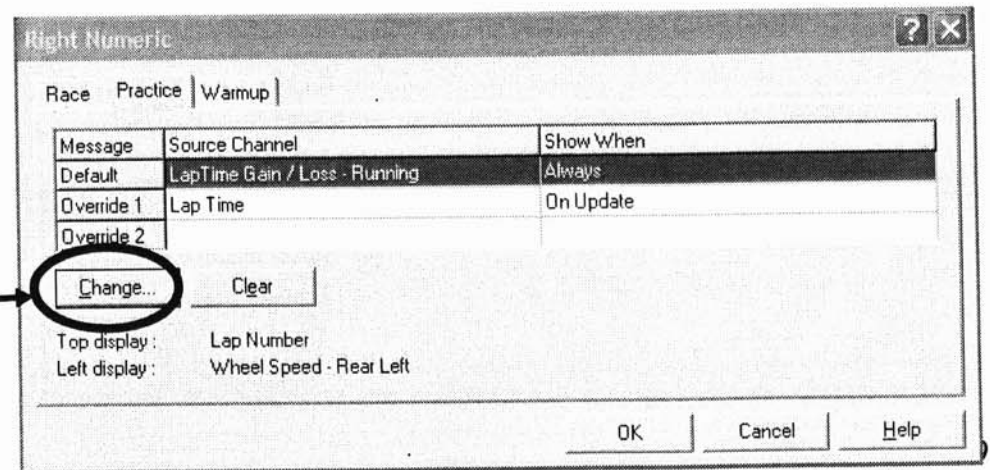 Right Numeric
Race Practice Warmup
Message Source Channel Show When
Default LapTime Gain / Loss - Running Always
Override 1 Lap Time On Update
Override 2
Change... Clear
Top display : Lap Number
Left display : Wheel Speed - Rear Left
OK Cancel Help